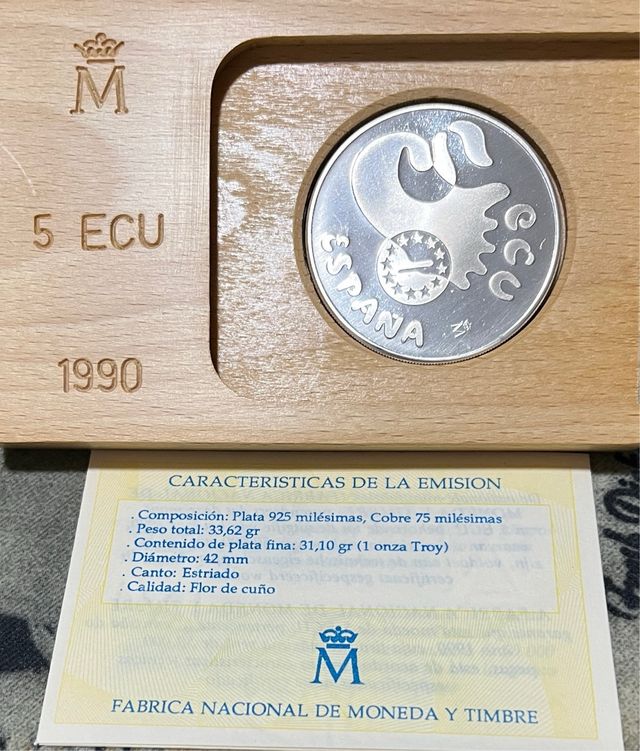 M
5 ECU
1990
ecu
1
ESPAÑA
M
CARACTERISTICAS DE LA EMISION
. Composición: Plata 925 milésimas, Cobre 75 milésimas
. Peso total: 33,62 gr
. Contenido de plata fina: 31,10 gr (1 onza Troy)
. Diámetro: 42 mm
. Canto: Estriado
. Calidad: Flor de cuño
M
FABRICA NACIONAL DE MONEDA Y TIMBRE